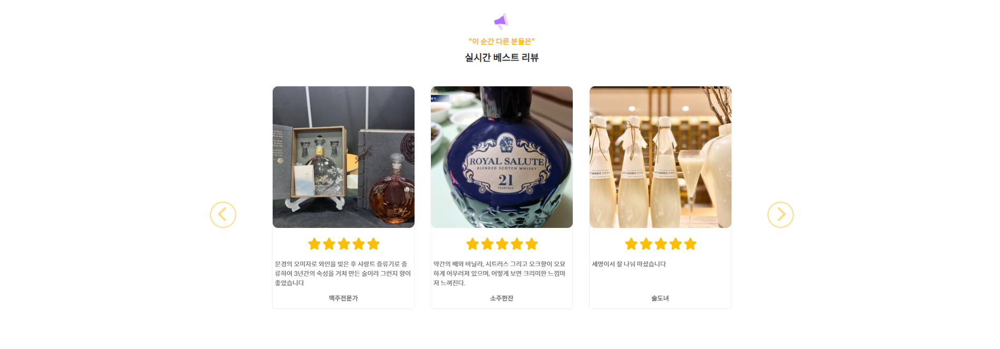 "이 순간 다른 분들은"
실시간 베스트 리뷰
ROYAL SALUTE
BLENDED SCOTCH WHISKY
21
YEARS OLD
문경의 오미자로 와인을 빚은 후 샤랑트 증류기로 증
류하여 3년간의 숙성을 거쳐 만든 술이라 그런지 향이
좋았습니다
맥주전문가
약간의 배와 바닐라, 시트러스 그리고 오크향이 오묘
하게 어우러져 있으며, 어떻게 보면 크리미한 느낌마
저 느껴진다.
소주한잔
세명이서 잘 나눠 마셨습니다
술도녀